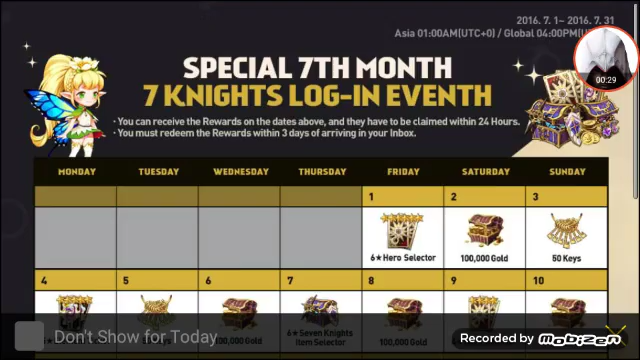 2016. 7. 1~ 2016. 7. 31
Asia 01:00AM(UTC+0) / Global 04:00PM(U
00:29
SPECIAL 7TH MONTH
7 KNIGHTS LOG-IN EVENTH
· You can receive the Rewards on the dates above, and they have to be claimed within 24 Hours.
· You must redeem the Rewards within 3 days of arriving in your Inbox.
MONDAY TUESDAY WEDNESDAY THURSDAY FRIDAY SATURDAY SUNDAY
1 2 3
6★Hero Selector 100,000 Gold 50 Keys
4 5 6 7 8 9 10
6★Seven Knights
Item Selector
100,000 Gold 100,000 Gold
Don't Show for Today
Recorded by Mobizen